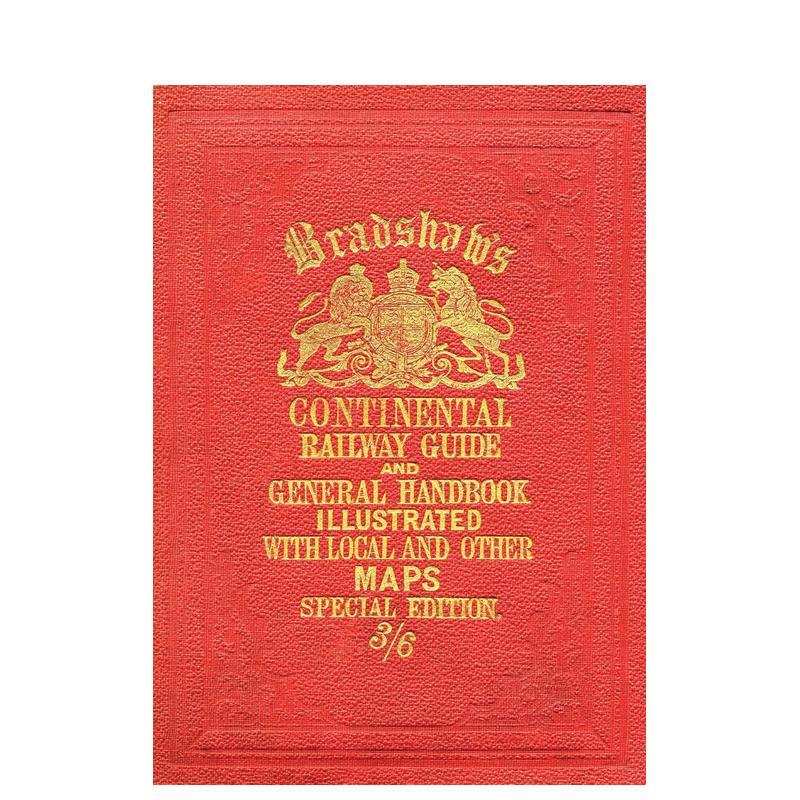 Bradshaw's
CONTINENTAL
RAILWAY GUIDE
AND
GENERAL HANDBOOK
ILLUSTRATED
WITH LOCAL AND OTHER
MAPS
SPECIAL EDITION,
3/6